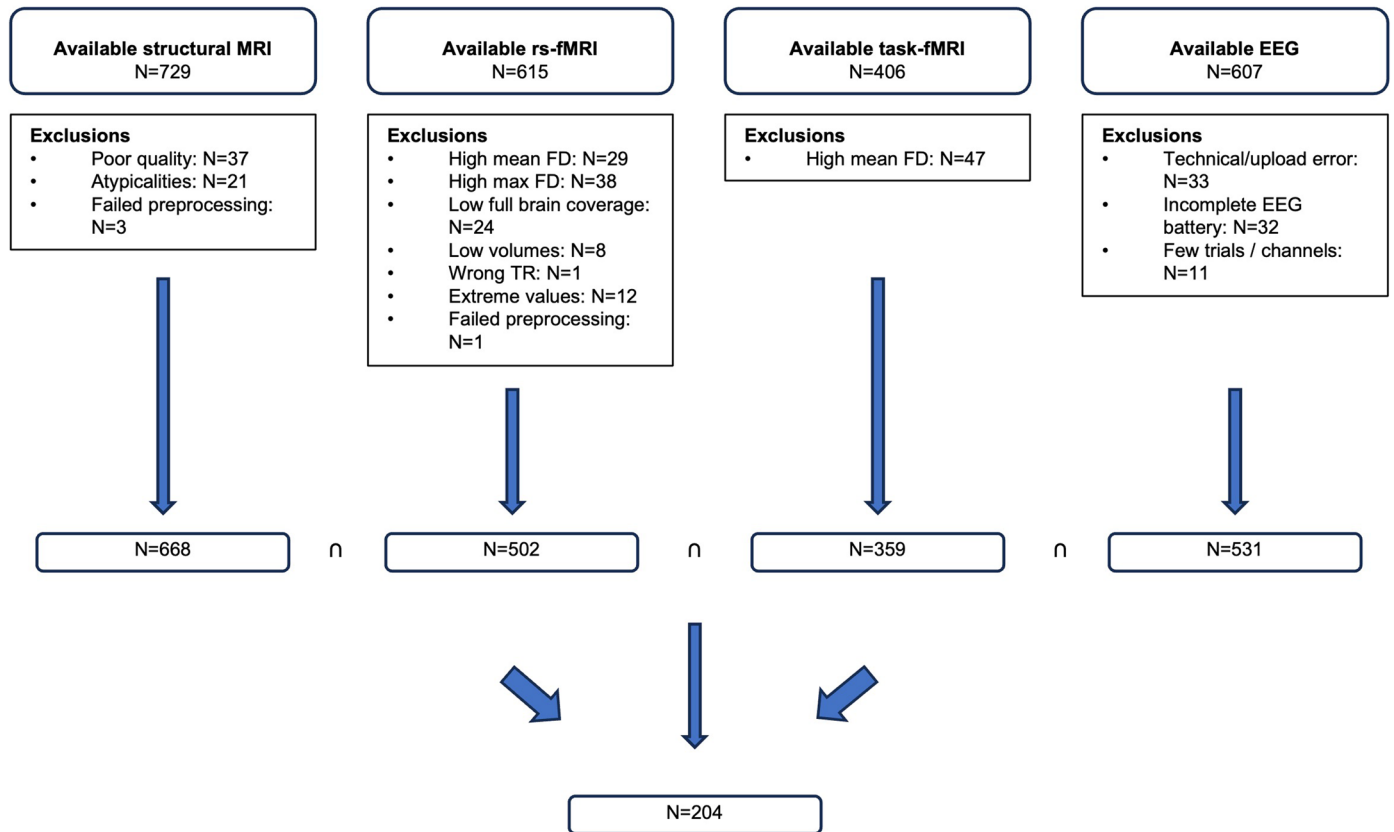 Available structural MRI
N=729
Available rs-fMRI
N=615
Available task-fMRI
N=406
Available EEG
N=607
Exclusions
• Poor quality: N=37
• Atypicalities: N=21
• Failed preprocessing:
N=3
Exclusions
• High mean FD: N=29
• High max FD: N=38
• Low full brain coverage:
N=24
• Low volumes: N=8
• Wrong TR: N=1
• Extreme values: N=12
• Failed preprocessing:
N=1
Exclusions
• High mean FD: N=47
Exclusions
• Technical/upload error:
N=33
• Incomplete EEG
battery: N=32
• Few trials / channels:
N=11
N=668 ∩ N=502 ∩ N=359 ∩ N=531
N=204